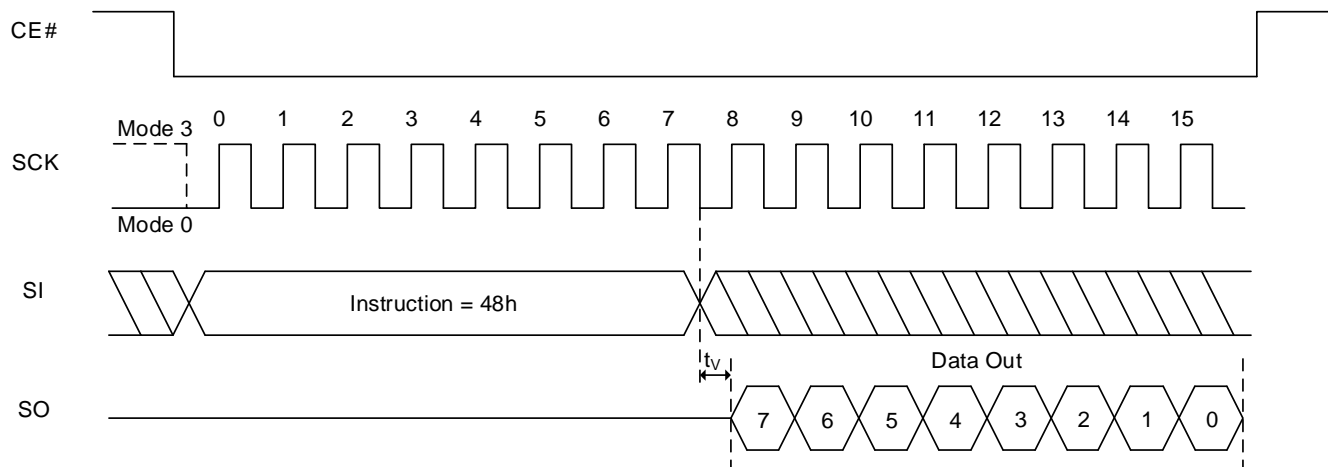 CE#
Mode 3
0 1 2 3 4 5 6 7 8 9 10 11 12 13 14 15
SCK
Mode 0
SI
Instruction = 48h
tV
Data Out
SO
7 6 5 4 3 2 1 0